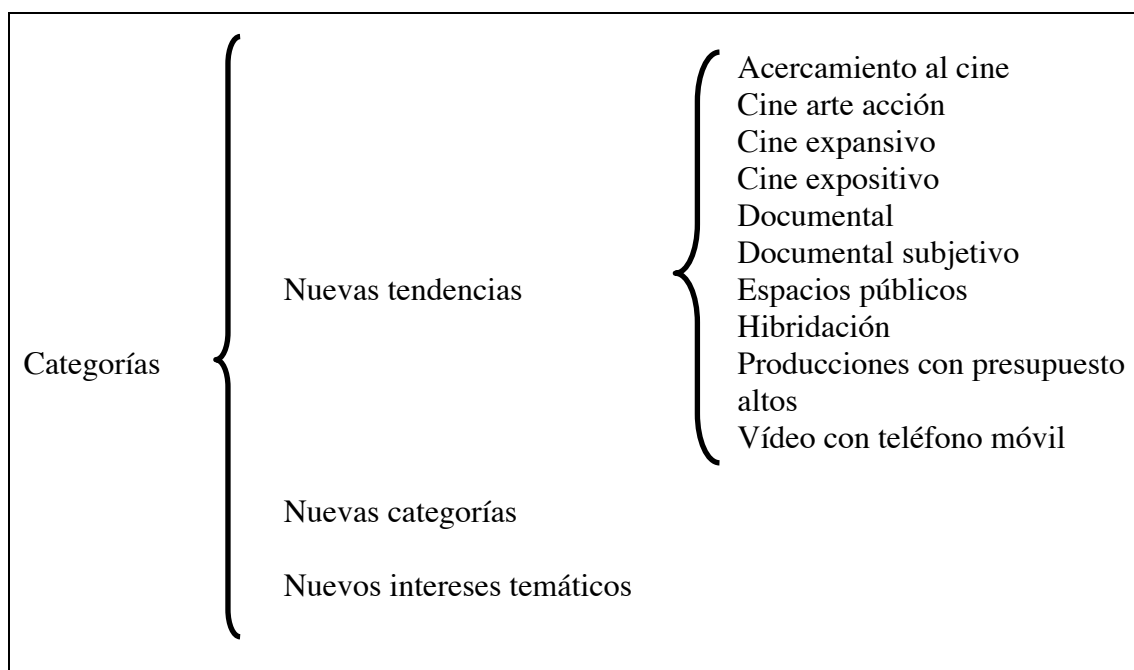 Categorías
Nuevas tendencias
Acercamiento al cine
Cine arte acción
Cine expansivo
Cine expositivo
Documental
Documental subjetivo
Espacios públicos
Hibridación
Producciones con presupuesto
altos
Vídeo con teléfono móvil
Nuevas categorías
Nuevos intereses temáticos